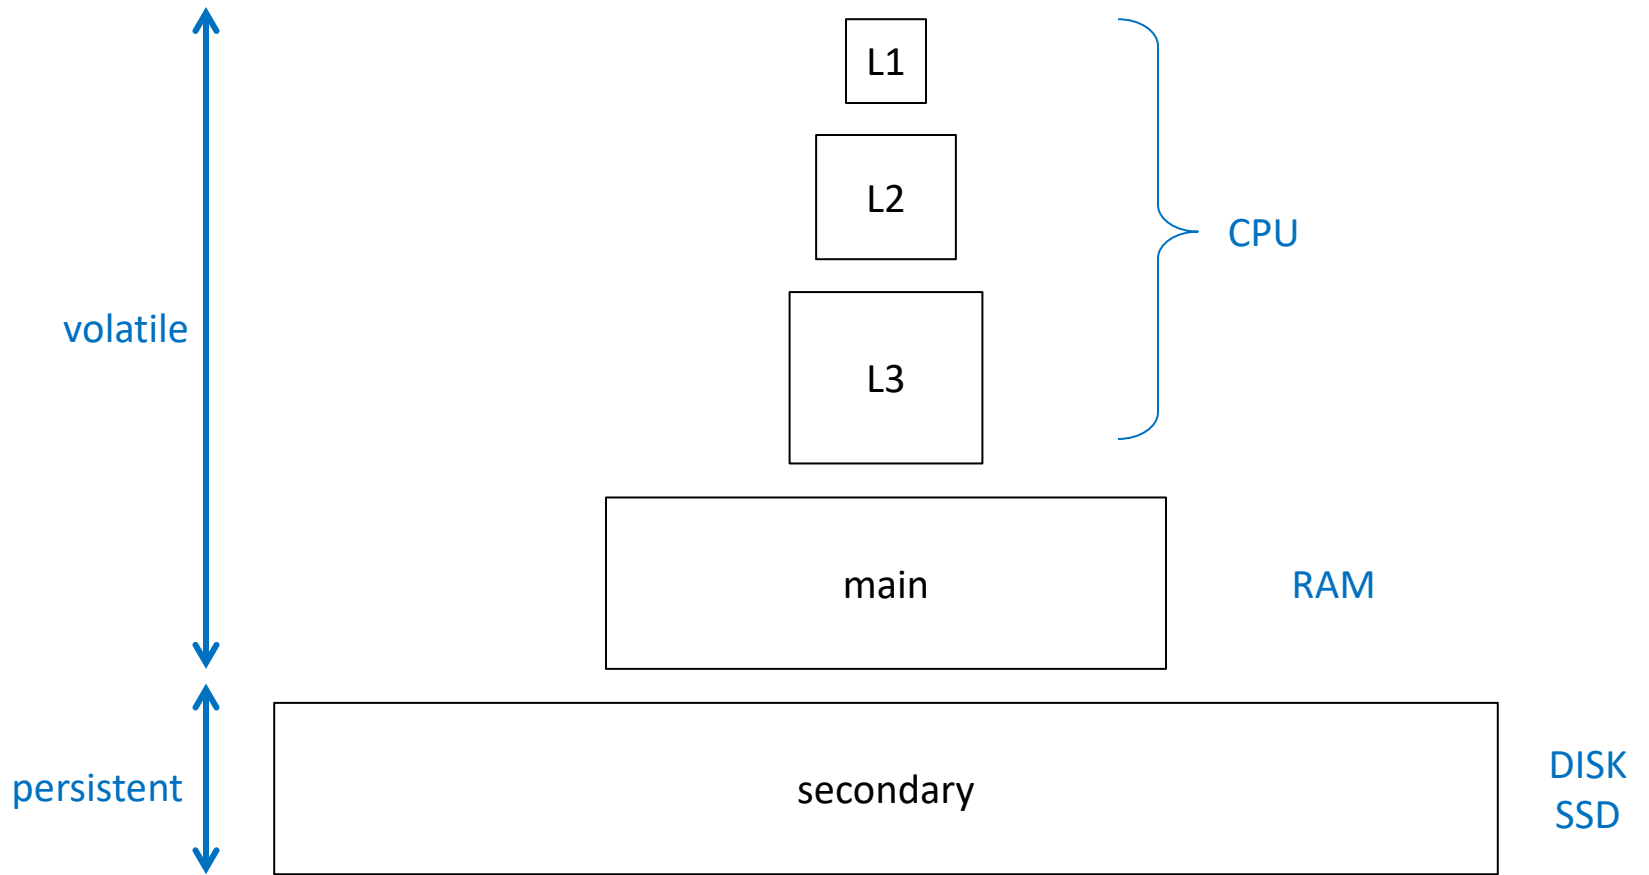 L1
L2
CPU
volatile
L3
main
RAM
persistent
secondary
DISK
SSD